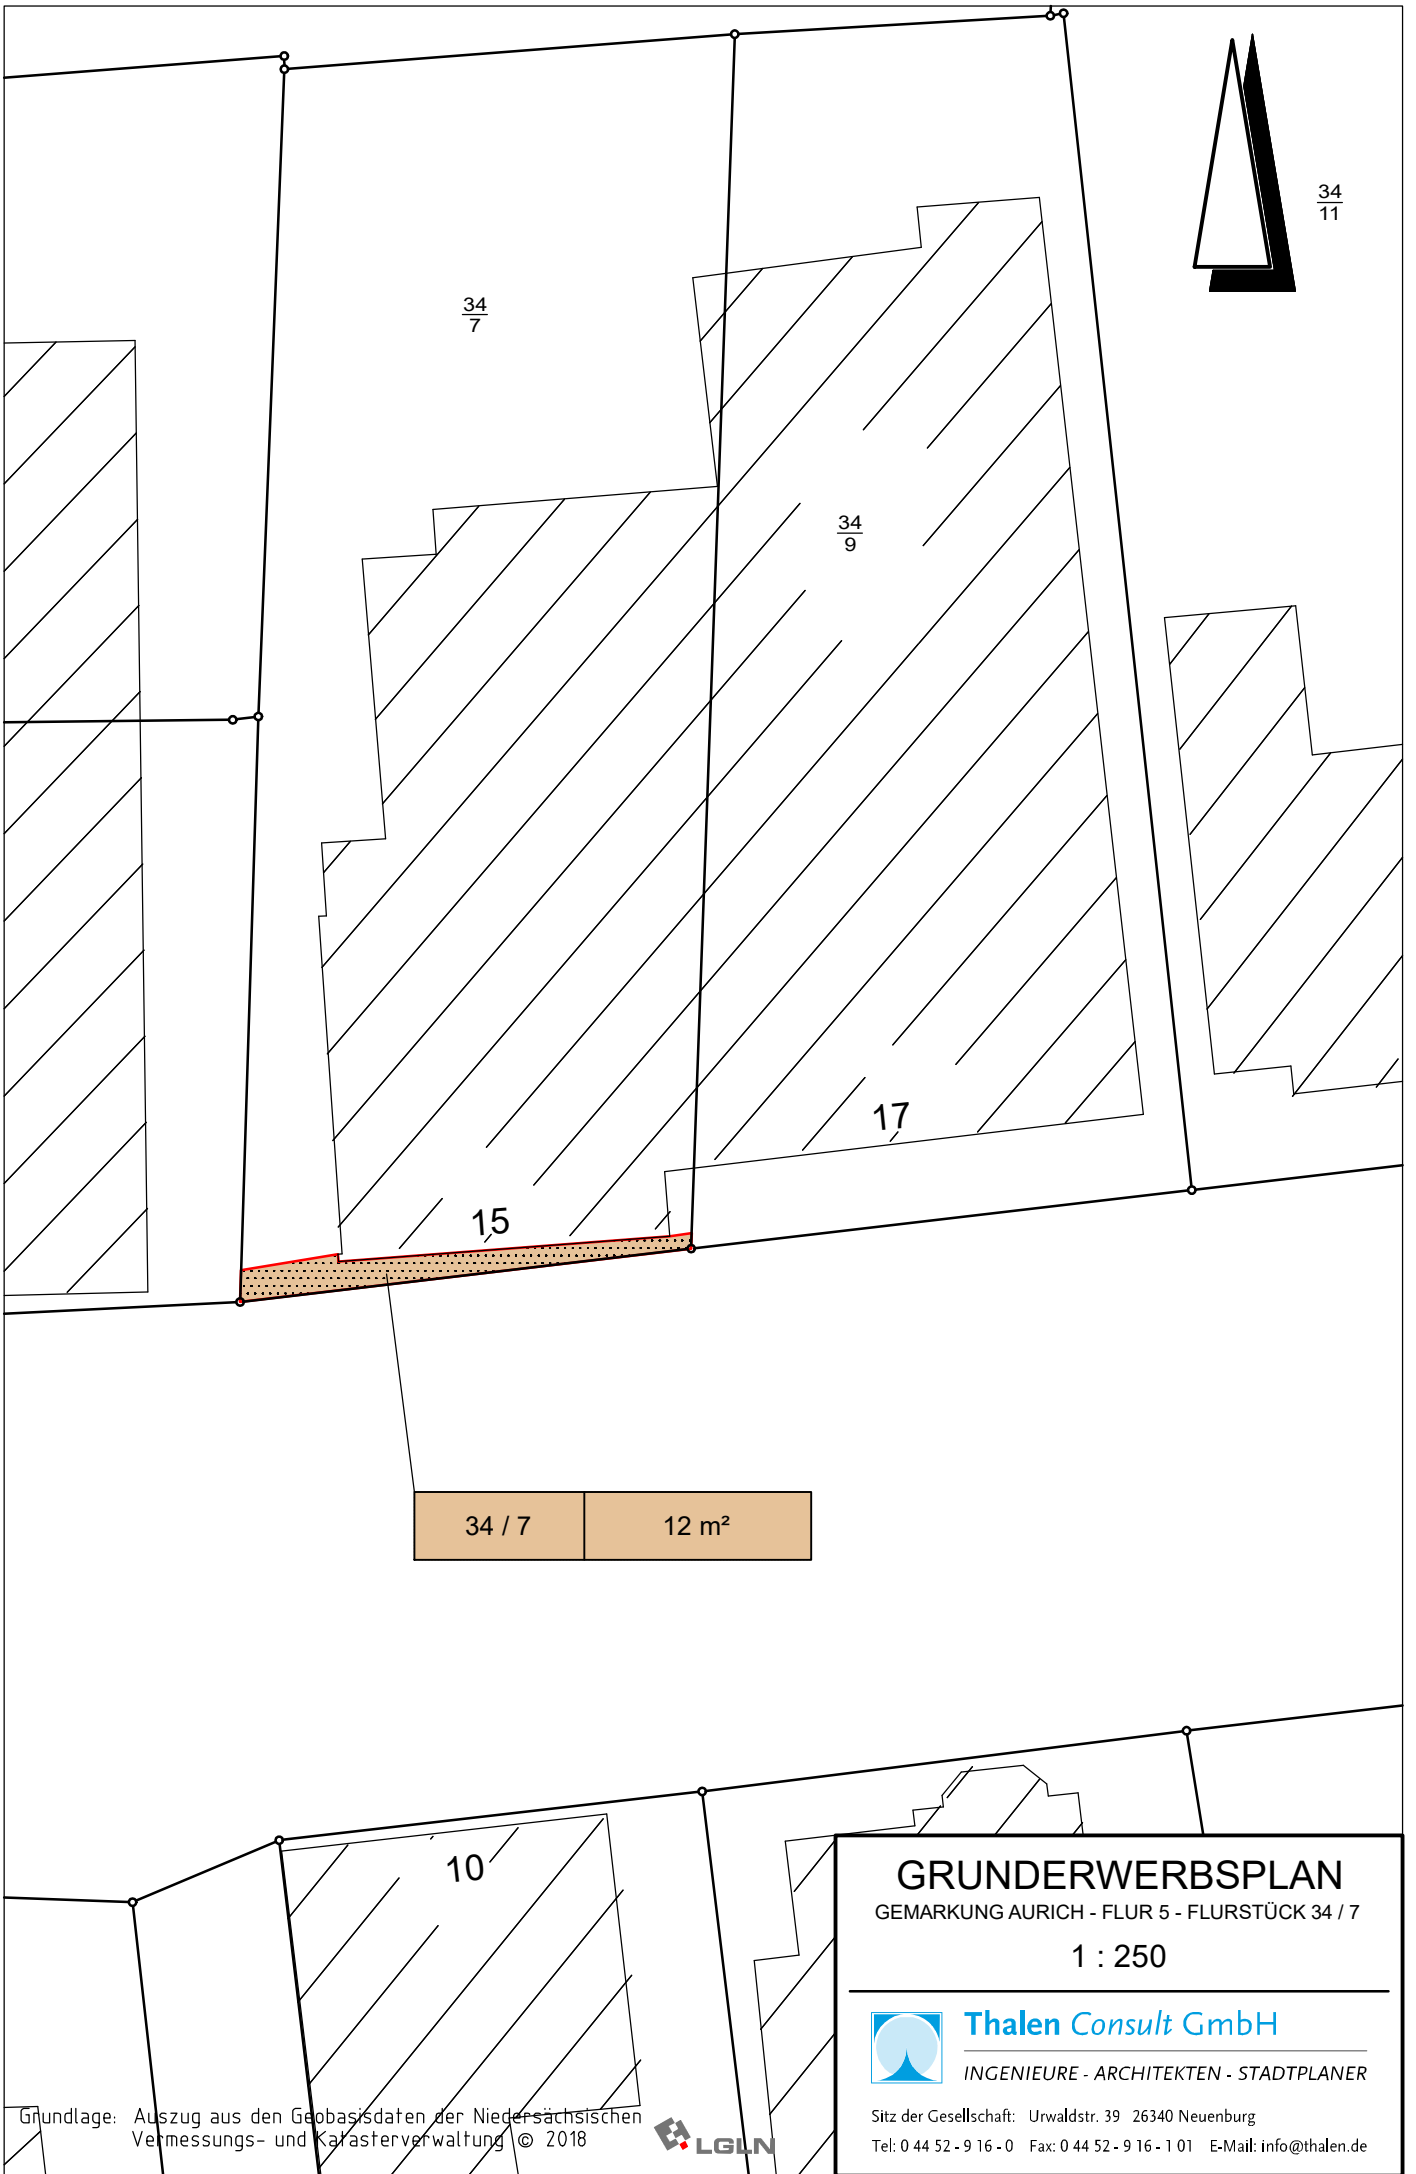 34
11
34
7
34
9
17
15
34 / 7 12 m²
10
GRUNDERWERBSPLAN
GEMARKUNG AURICH - FLUR 5 - FLURSTÜCK 34 / 7
1 : 250
Thalen Consult GmbH
INGENIEURE - ARCHITEKTEN - STADTPLANER
Sitz der Gesellschaft: Urwaldstr. 39 26340 Neuenburg
Tel: 0 44 52 - 9 16 - 0 Fax: 0 44 52 - 9 16 - 1 01 E-Mail: info@thalen.de
Grundlage: Auszug aus den Geobasisdaten der Niedersächsischen
Vermessungs- und Katasterverwaltung © 2018
LGLN